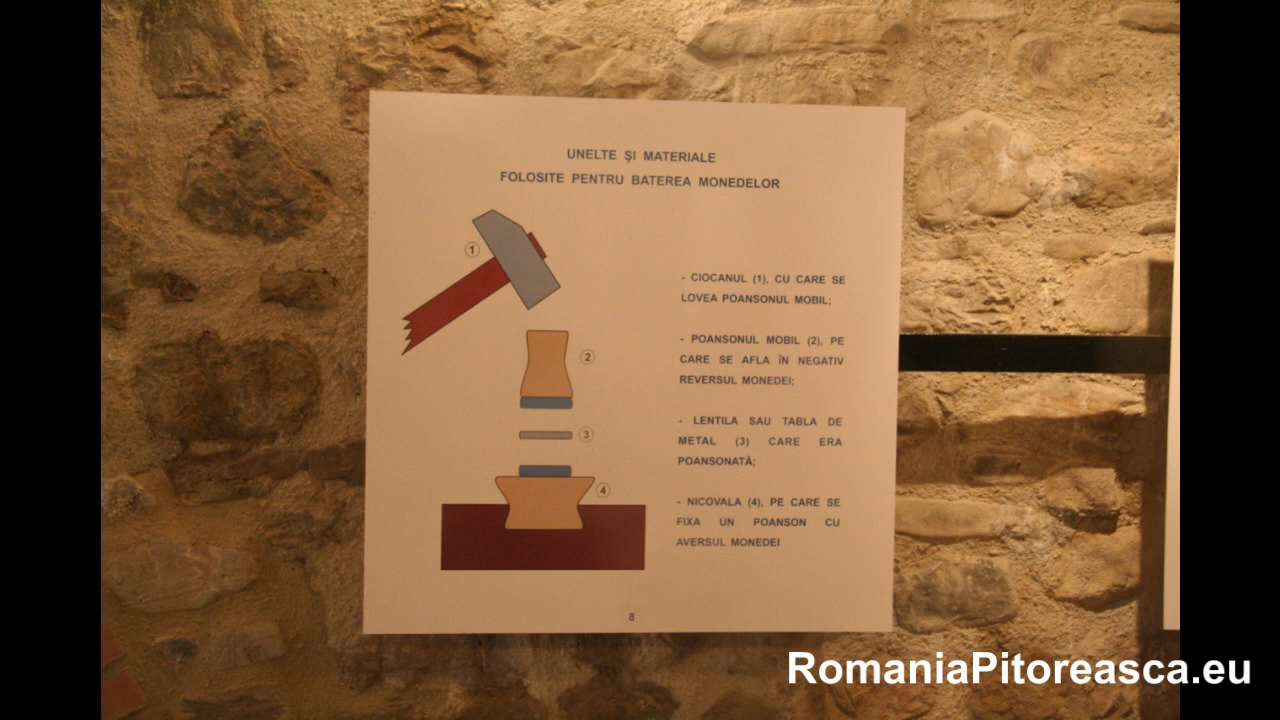 UNELTE ŞI MATERIALE
FOLOSITE PENTRU BATEREA MONEDELOR
1
- CIOCANUL (1), CU CARE SE
LOVEA POANSONUL MOBIL;
2
- POANSONUL MOBIL (2), PE
CARE SE AFLA ÎN NEGATIV
REVERSUL MONEDEI;
3
- LENTILA SAU TABLA DE
METAL (3) CARE ERA
POANSONATĂ;
4
- NICOVALA (4), PE CARE SE
FIXA UN POANSON CU
AVERSUL MONEDEI
8
RomaniaPitoreasca.eu